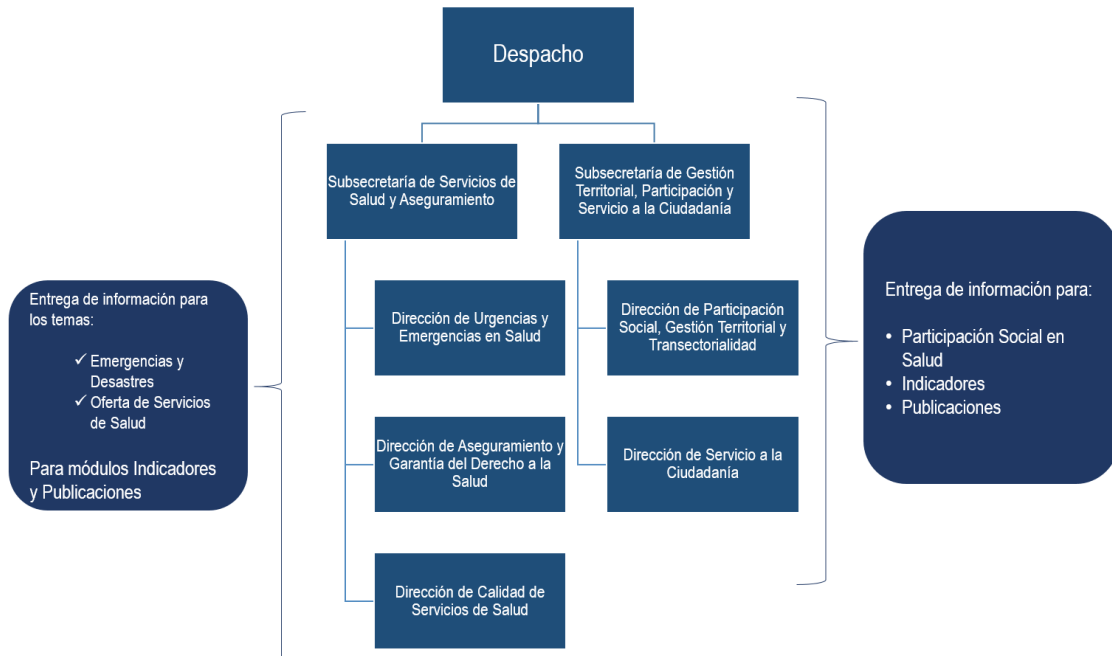 Despacho
Subsecretaría de Servicios de
Salud y Aseguramiento
Subsecretaría de Gestión
Territorial, Participación y
Servicio a la Ciudadanía
Entrega de información para
los temas:
✓ Emergencias y
Desastres
✓ Oferta de Servicios
de Salud
Para módulos Indicadores
y Publicaciones
Dirección de Urgencias y
Emergencias en Salud
Dirección de Aseguramiento y
Garantía del Derecho a la
Salud
Dirección de Calidad de
Servicios de Salud
Dirección de Participación
Social, Gestión Territorial y
Transectorialidad
Dirección de Servicio a la
Ciudadanía
Entrega de información para:
• Participación Social en
Salud
• Indicadores
• Publicaciones